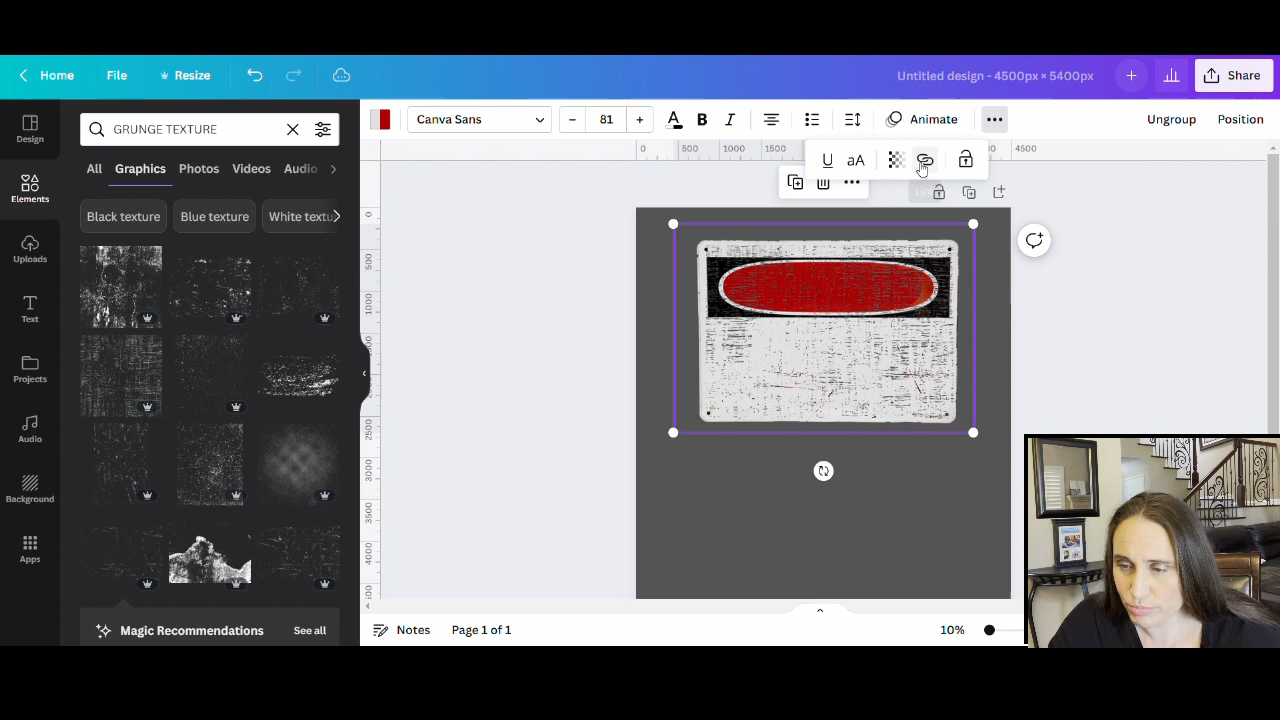 Home
File
Resize
Untitled design - 4500px × 5400px
Share
Design
Elements
Uploads
Text
Projects
Audio
Videos
Background
Apps
GRUNGE TEXTURE
All
Graphics
Photos
Videos
Audio
Black texture
Blue texture
White textu
Magic Recommendations
See all
Canva Sans
81
A
B
I
Animate
Ungroup
Position
U
aA
0
500
1000
1500
4500
0
500
1000
2500
3000
3500
4000
Notes
Page 1 of 1
10%